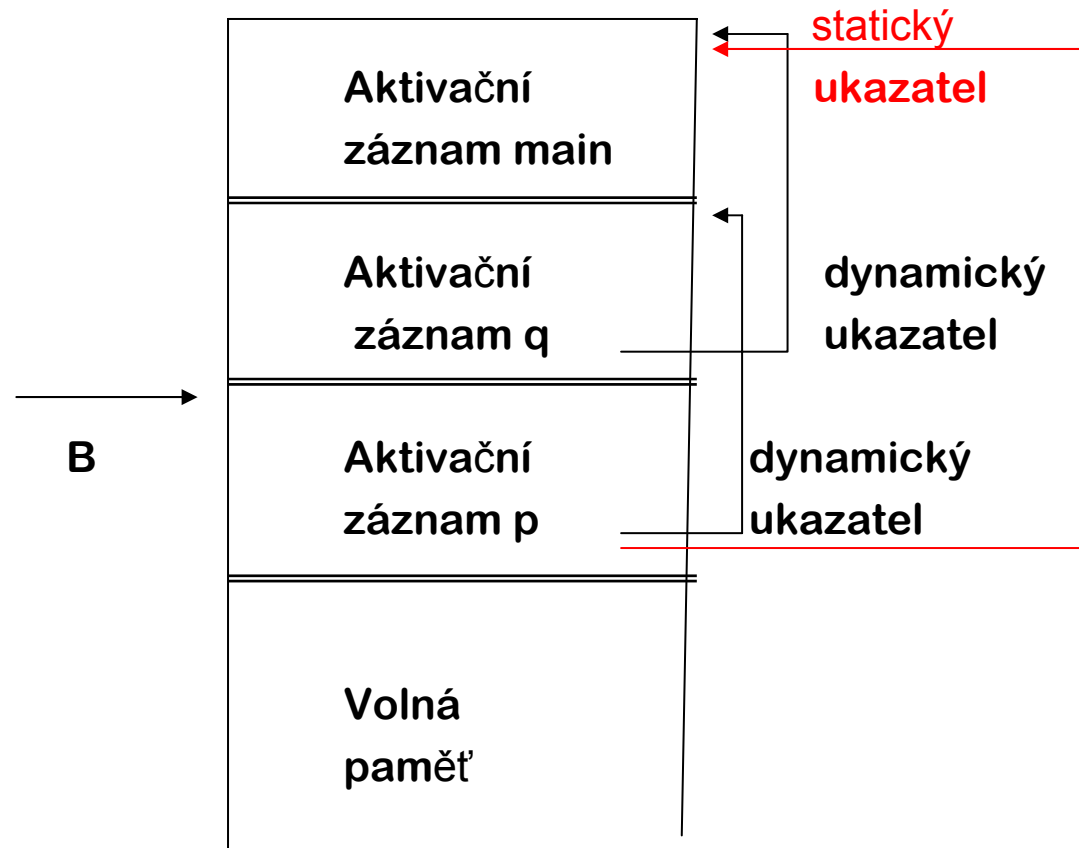 statický
ukazatel
Aktivační
záznam main
Aktivační
záznam q
dynamický
ukazatel
B
Aktivační
záznam p
dynamický
ukazatel
Volná
paměť